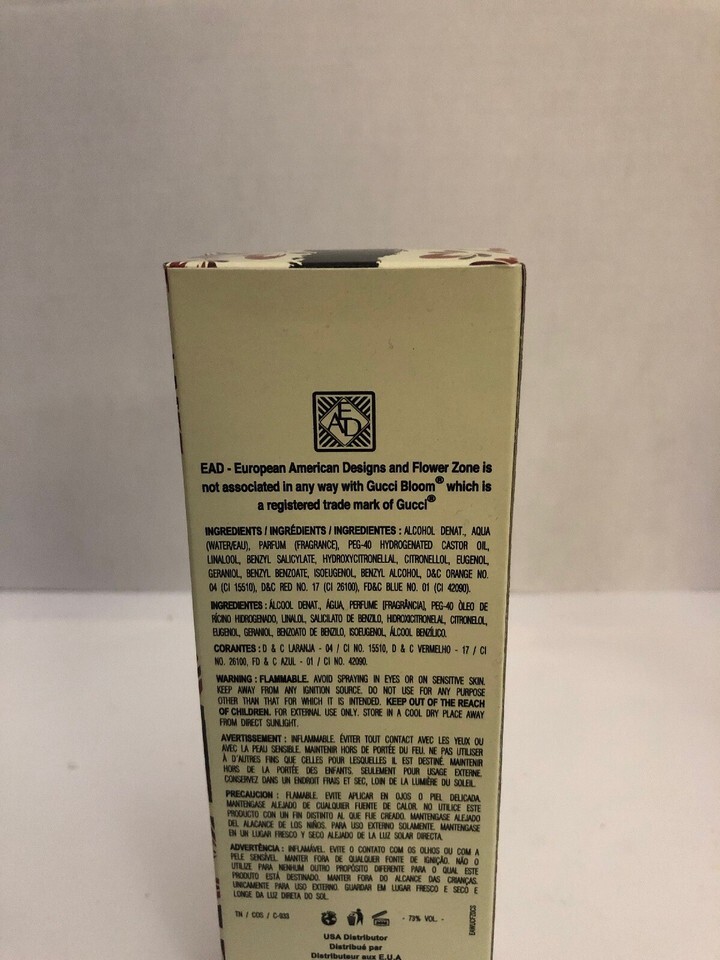 EAD
EAD - European American Designs and Flower Zone is
not associated in any way with Gucci Bloom® which is
a registered trade mark of Gucci®
INGREDIENTS / INGRÉDIENTS / INGREDIENTES : ALCOHOL DENAT., AQUA
(WATER/EAU), PARFUM (FRAGRANCE), PEG-40 HYDROGENATED CASTOR OIL,
LINALOOL, BENZYL SALICYLATE, HYDROXYCITRONELLAL, CITRONELLOL, EUGENOL,
GERANIOL, BENZYL BENZOATE, ISOEUGENOL, BENZYL ALCOHOL, D&C ORANGE NO.
04 (CI 15510), D&C RED NO. 17 (CI 26100), FD&C BLUE NO. 01 (CI 42090).
INGREDIENTES : ÁLCOOL DENAT., ÁGUA, PERFUME [FRAGRÂNCIA], PEG-40 ÓLEO DE
RÍCINO HIDROGENADO, LINALOL, SALICILATO DE BENZILO, HIDROXICITRONELAL, CITRONELOL,
EUGENOL, GERANIOL, BENZOATO DE BENZILO, ISOEUGENOL, ÁLCOOL BENZÍLICO.
CORANTES : D & C LARANJA - 04 / CI NO. 15510, D & C VERMELHO - 17 / CI
NO. 26100, FD & C AZUL - 01 / CI NO. 42090.
WARNING : FLAMMABLE. AVOID SPRAYING IN EYES OR ON SENSITIVE SKIN.
KEEP AWAY FROM ANY IGNITION SOURCE. DO NOT USE FOR ANY PURPOSE
OTHER THAN THAT FOR WHICH IT IS INTENDED. KEEP OUT OF THE REACH
OF CHILDREN. FOR EXTERNAL USE ONLY. STORE IN A COOL DRY PLACE AWAY
FROM DIRECT SUNLIGHT.
AVERTISSEMENT : INFLAMMABLE. ÉVITER TOUT CONTACT AVEC LES YEUX OU
AVEC LA PEAU SENSIBLE. MAINTENIR HORS DE PORTÉE DU FEU. NE PAS UTILISER
À D'AUTRES FINS QUE CELLES POUR LESQUELLES IL EST DESTINÉ. MAINTENIR
HORS DE LA PORTÉE DES ENFANTS. SEULEMENT POUR USAGE EXTERNE.
CONSERVEZ DANS UN ENDROIT FRAIS ET SEC, LOIN DE LA LUMIÈRE DU SOLEIL.
PRECAUCION : FLAMABLE. EVITE APLICAR EN OJOS O PIEL DELICADA.
MANTENGASE ALEJADO DE CUALQUIER FUENTE DE CALOR. NO UTILICE ESTE
PRODUCTO CON UN FIN DISTINTO AL QUE FUE CREADO. MANTENGASE ALEJADO
DEL ALACANCE DE LOS NIÑOS. PARA USO EXTERNO SOLAMENTE. MANTENGASE
EN UN LUGAR FRESCO Y SECO ALEJADO DE LA LUZ SOLAR DIRECTA.
ADVERTÊNCIA : INFLAMÁVEL. EVITE O CONTATO COM OS OLHOS OU COM A
PELE SENSÍVEL. MANTER FORA DE QUALQUER FONTE DE IGNIÇÃO. NÃO O
UTILIZE PARA NENHUM OUTRO PROPÓSITO DIFERENTE PARA O QUAL ESTE
PRODUTO ESTÁ DESTINADO. MANTER FORA DO ALCANCE DAS CRIANÇAS.
UNICAMENTE PARA USO EXTERNO. GUARDAR EM LUGAR FRESCO E SECO E
LONGE DA LUZ DIRETA DO SOL.
TN / COS / C-933
- 73% VOL. -
USA Distributor
Distribué par
Distributeur aux E.U.A